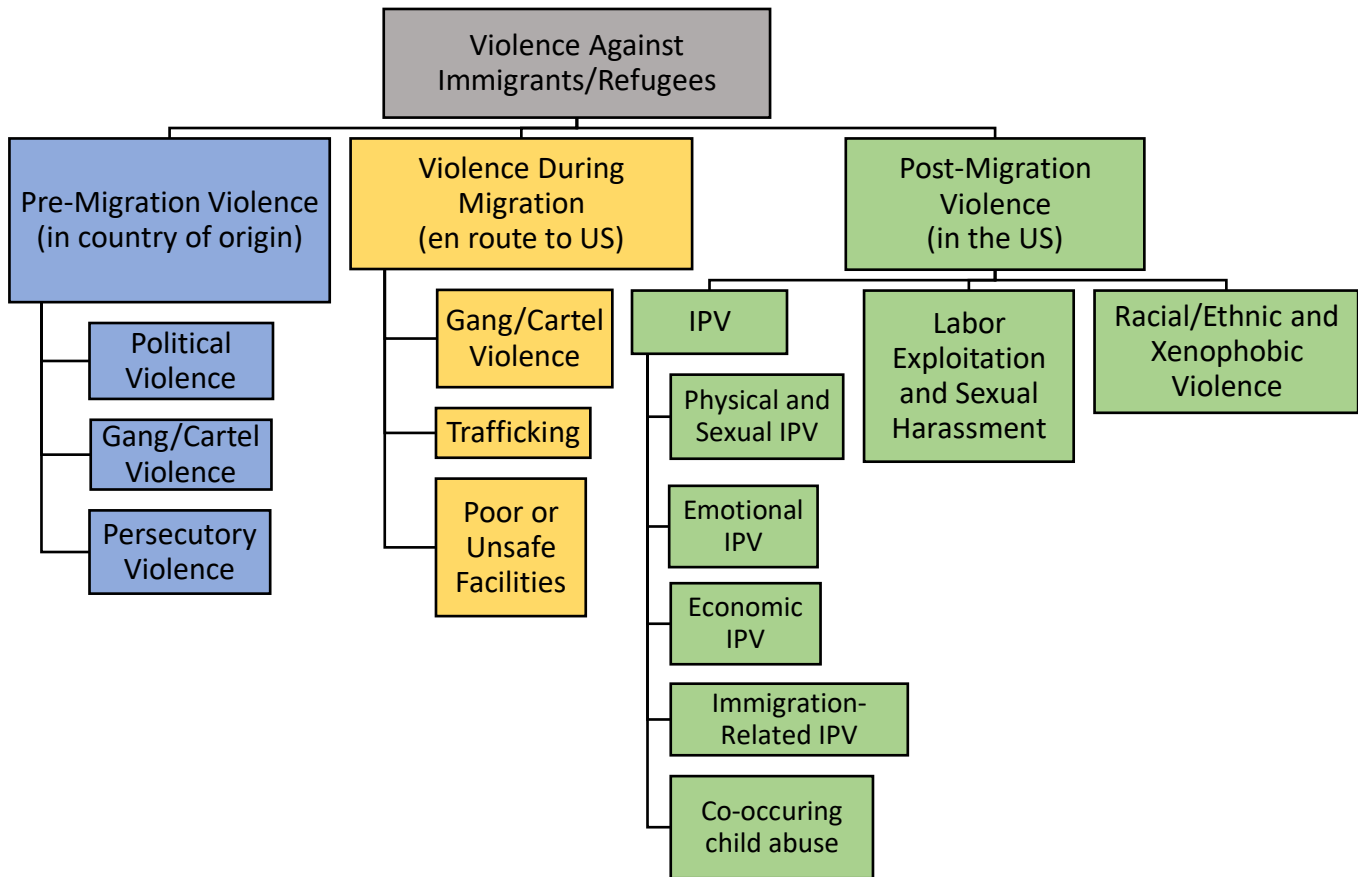 Violence Against
Immigrants/Refugees
Pre-Migration Violence
(in country of origin)
Political
Violence
Gang/Cartel
Violence
Persecutory
Violence
Violence During
Migration
(en route to US)
Gang/Cartel
Violence
Trafficking
Poor or
Unsafe
Facilities
Post-Migration
Violence
(in the US)
IPV
Physical and
Sexual IPV
Emotional
IPV
Economic
IPV
Immigration-
Related IPV
Co-occuring
child abuse
Labor
Exploitation
and Sexual
Harassment
Racial/Ethnic and
Xenophobic
Violence